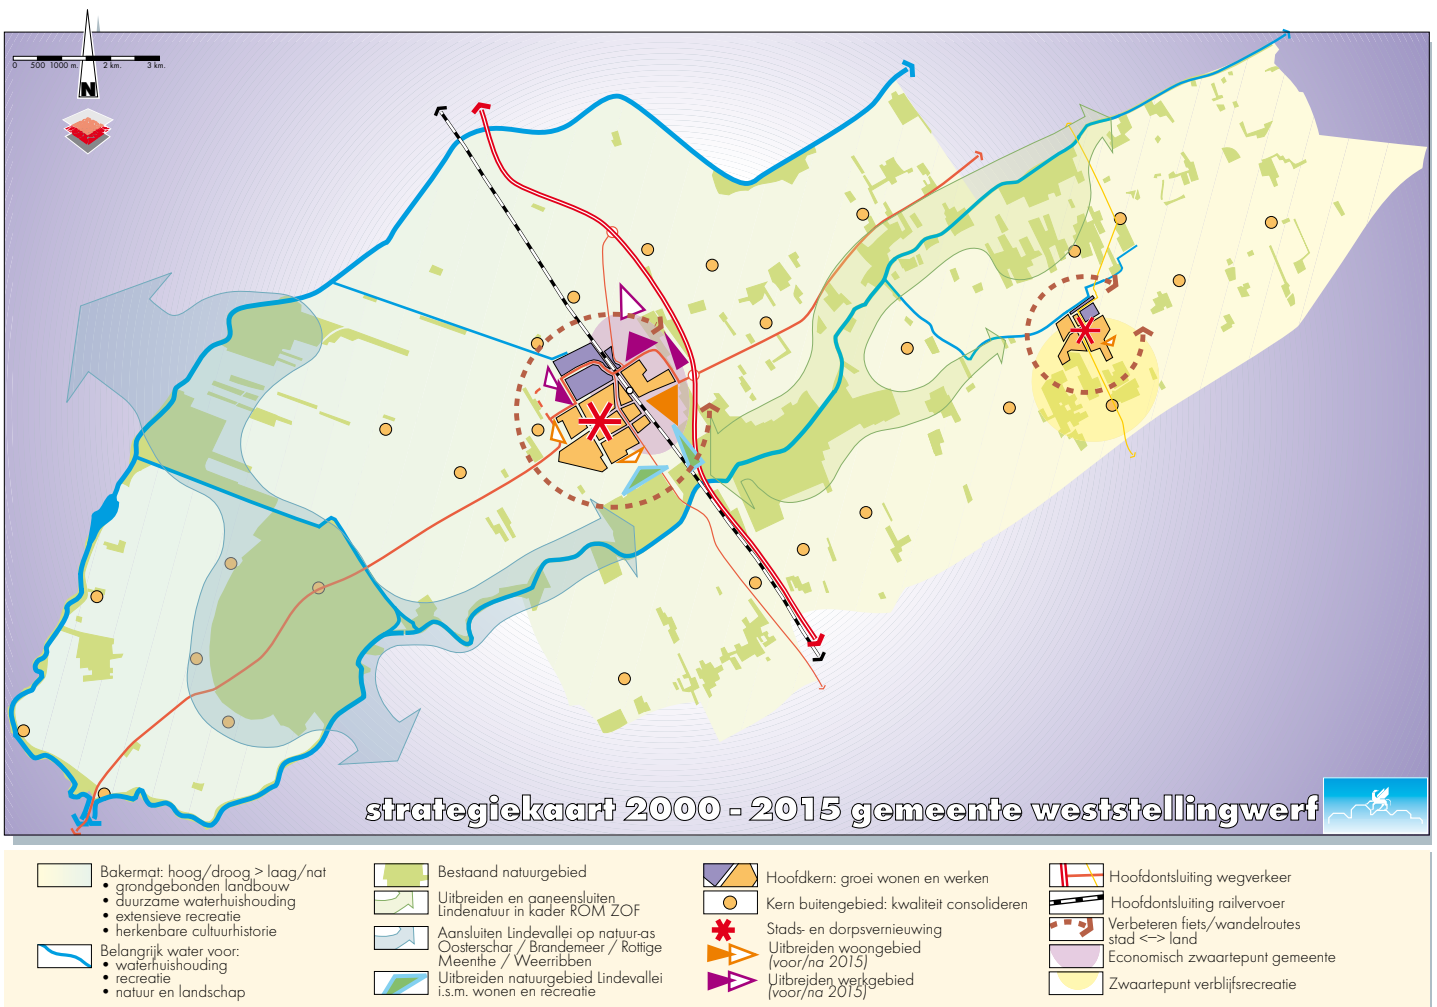 0 500 1000 m. 2 km. 3 km.
N
strategiekaart 2000 - 2015 gemeente weststellingwerf
Bakermat: hoog/droog > laag/nat
• grondgebonden landbouw
• duurzame waterhuishouding
• extensieve recreatie
• herkenbare cultuurhistorie
Belangrijk water voor:
• waterhuishouding
• recreatie
• natuur en landschap
Bestaand natuurgebied
Uitbreiden en aaneensluiten
Lindenatuur in kader ROM ZOF
Aansluiten Lindevallei op natuur-as
Oosterschar / Brandemeer / Rottige
Meenthe / Weerribben
Uitbreiden natuurgebied Lindevallei
i.s.m. wonen en recreatie
Hoofdkern: groei wonen en werken
Kern buitengebied: kwaliteit consolideren
Stads- en dorpsvernieuwing
Uitbreiden woongebied
(voor/na 2015)
Uitbreiden werkgebied
(voor/na 2015)
Hoofdontsluiting wegverkeer
Hoofdontsluiting railvervoer
Verbeteren fiets/wandelroutes
stad <--> land
Economisch zwaartepunt gemeente
Zwaartepunt verblijfsrecreatie